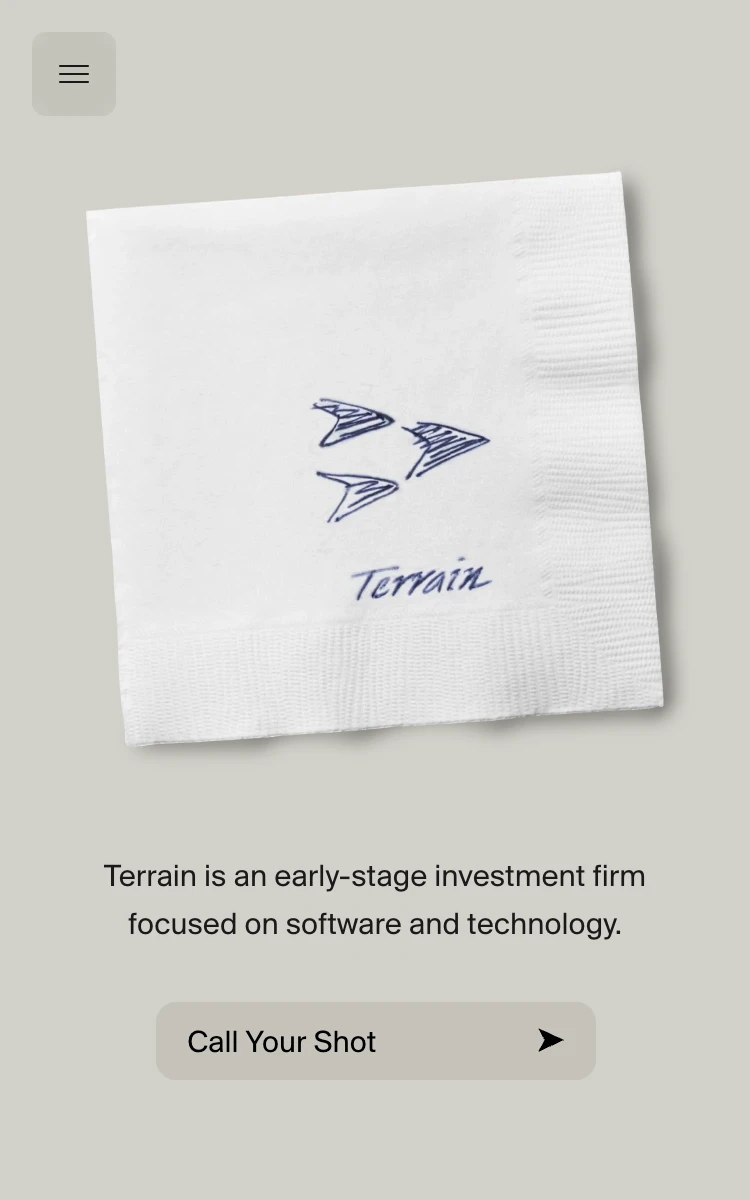 Terrain
Terrain is an early-stage investment firm
focused on software and technology.
Call Your Shot